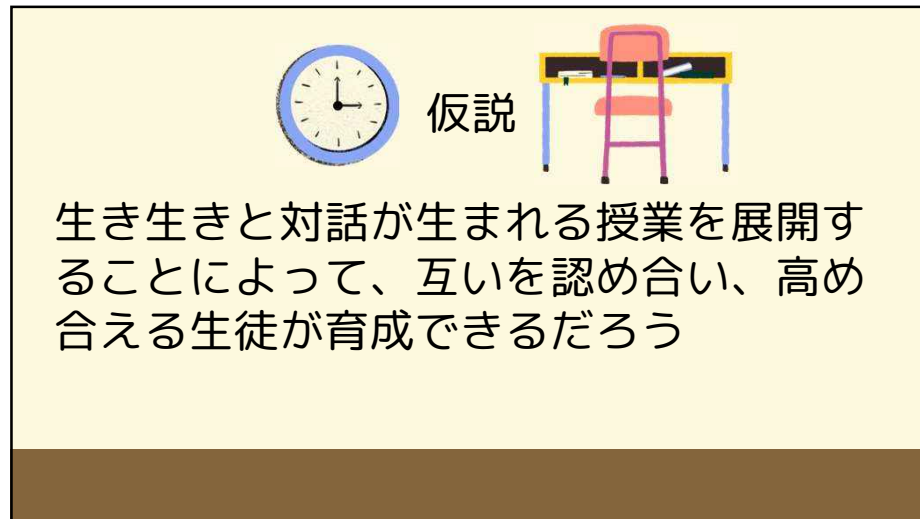 仮説
生き生きと対話が生まれる授業を展開す
ることによって、互いを認め合い、高め
合える生徒が育成できるだろう